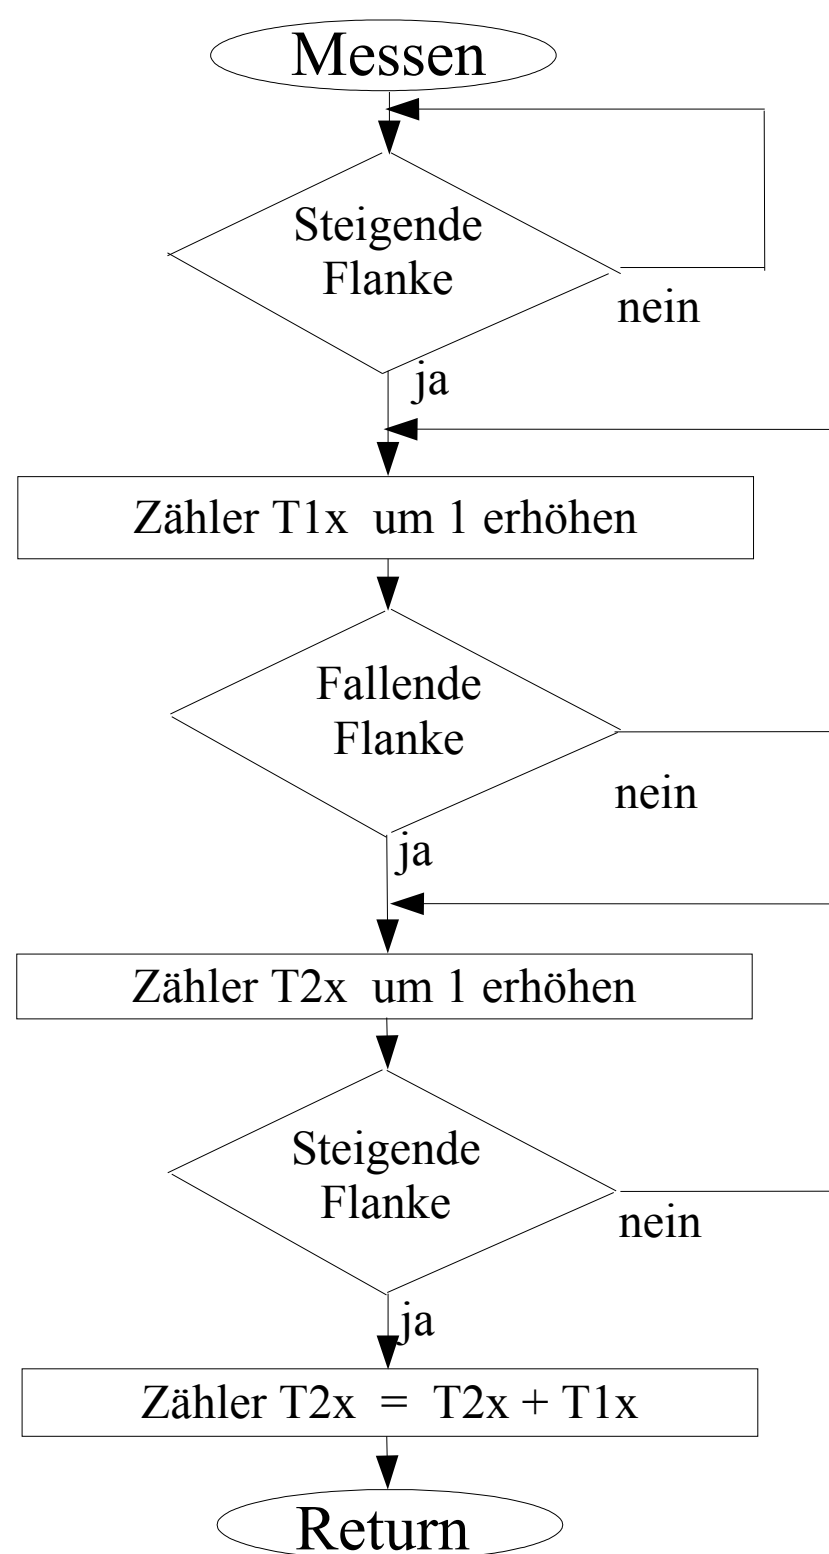 Messen
Steigende
Flanke
nein
ja
Zähler T1x um 1 erhöhen
Fallende
Flanke
nein
ja
Zähler T2x um 1 erhöhen
Steigende
Flanke
nein
ja
Zähler T2x = T2x + T1x
Return